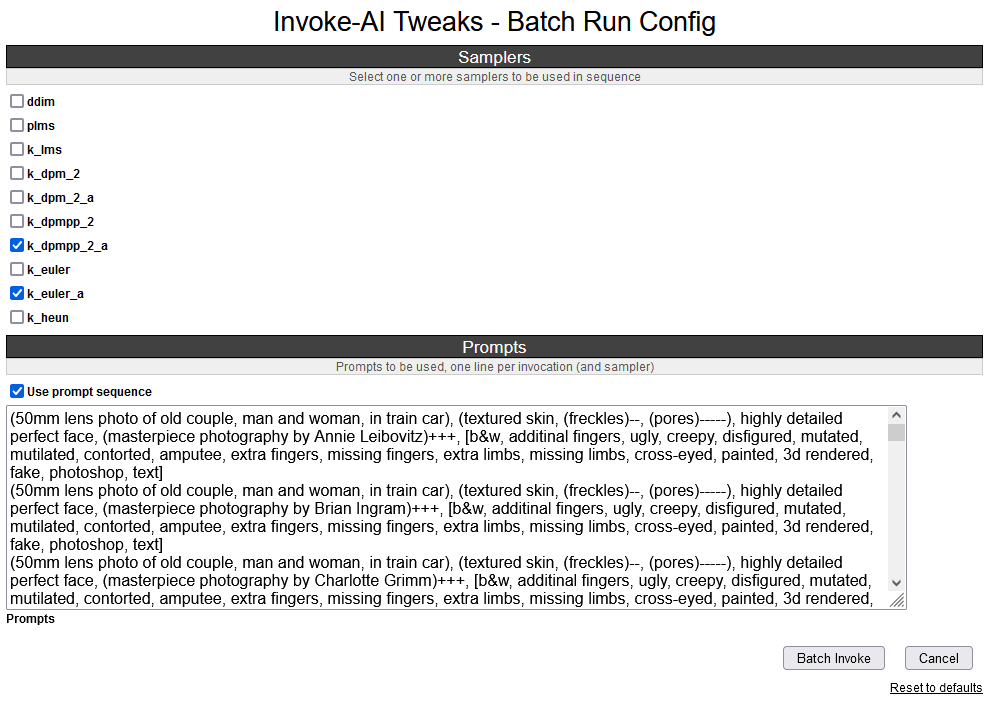 Invoke-AI Tweaks - Batch Run Config
Samplers
Select one or more samplers to be used in sequence
ddim
plms
k_lms
k_dpm_2
k_dpm_2_a
k_dpmpp_2
k_dpmpp_2_a
k_euler
k_euler_a
k_heun
Prompts
Prompts to be used, one line per invocation (and sampler)
Use prompt sequence
(50mm lens photo of old couple, man and woman, in train car), (textured skin, (freckles)--, (pores)-----), highly detailed
perfect face, (masterpiece photography by Annie Leibovitz)+++, [b&w, additinal fingers, ugly, creepy, disfigured, mutated,
mutilated, contorted, amputee, extra fingers, missing fingers, extra limbs, missing limbs, cross-eyed, painted, 3d rendered,
fake, photoshop, text]
(50mm lens photo of old couple, man and woman, in train car), (textured skin, (freckles)--, (pores)-----), highly detailed
perfect face, (masterpiece photography by Brian Ingram)+++, [b&w, additinal fingers, ugly, creepy, disfigured, mutated,
mutilated, contorted, amputee, extra fingers, missing fingers, extra limbs, missing limbs, cross-eyed, painted, 3d rendered,
fake, photoshop, text]
(50mm lens photo of old couple, man and woman, in train car), (textured skin, (freckles)--, (pores)-----), highly detailed
perfect face, (masterpiece photography by Charlotte Grimm)+++, [b&w, additinal fingers, ugly, creepy, disfigured, mutated,
mutilated, contorted, amputee, extra fingers, missing fingers, extra limbs, missing limbs, cross-eyed, painted, 3d rendered,
Prompts
Batch Invoke
Cancel
Reset to defaults